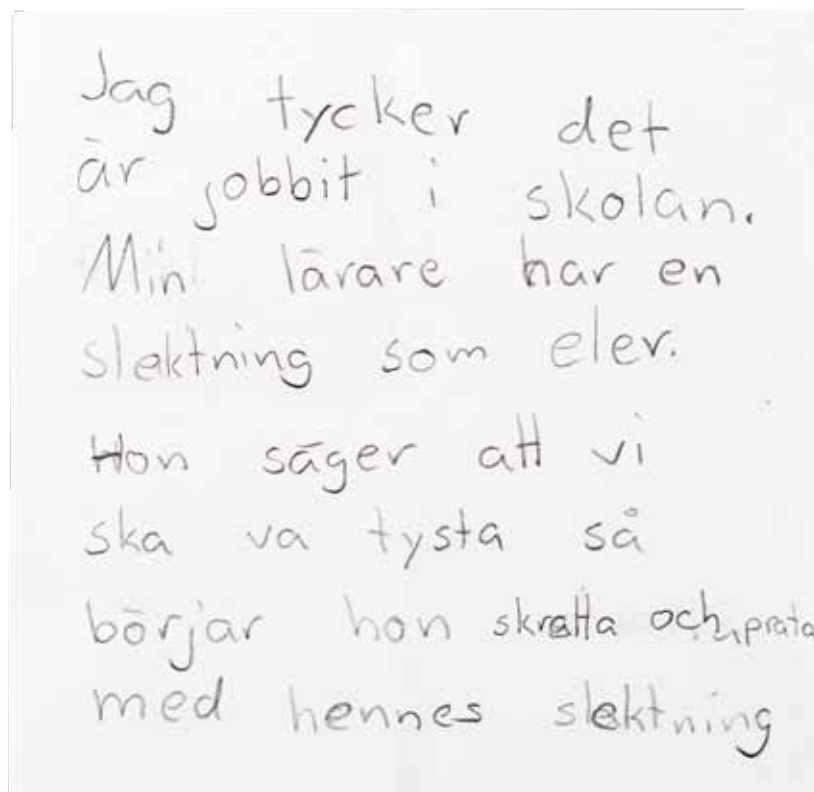 Jag tycker det
är jobbit i skolan.
Min lärare har en
slektning som elev.
Hon säger att vi
ska va tysta så
börjar hon skratta och prata
med hennes slektning